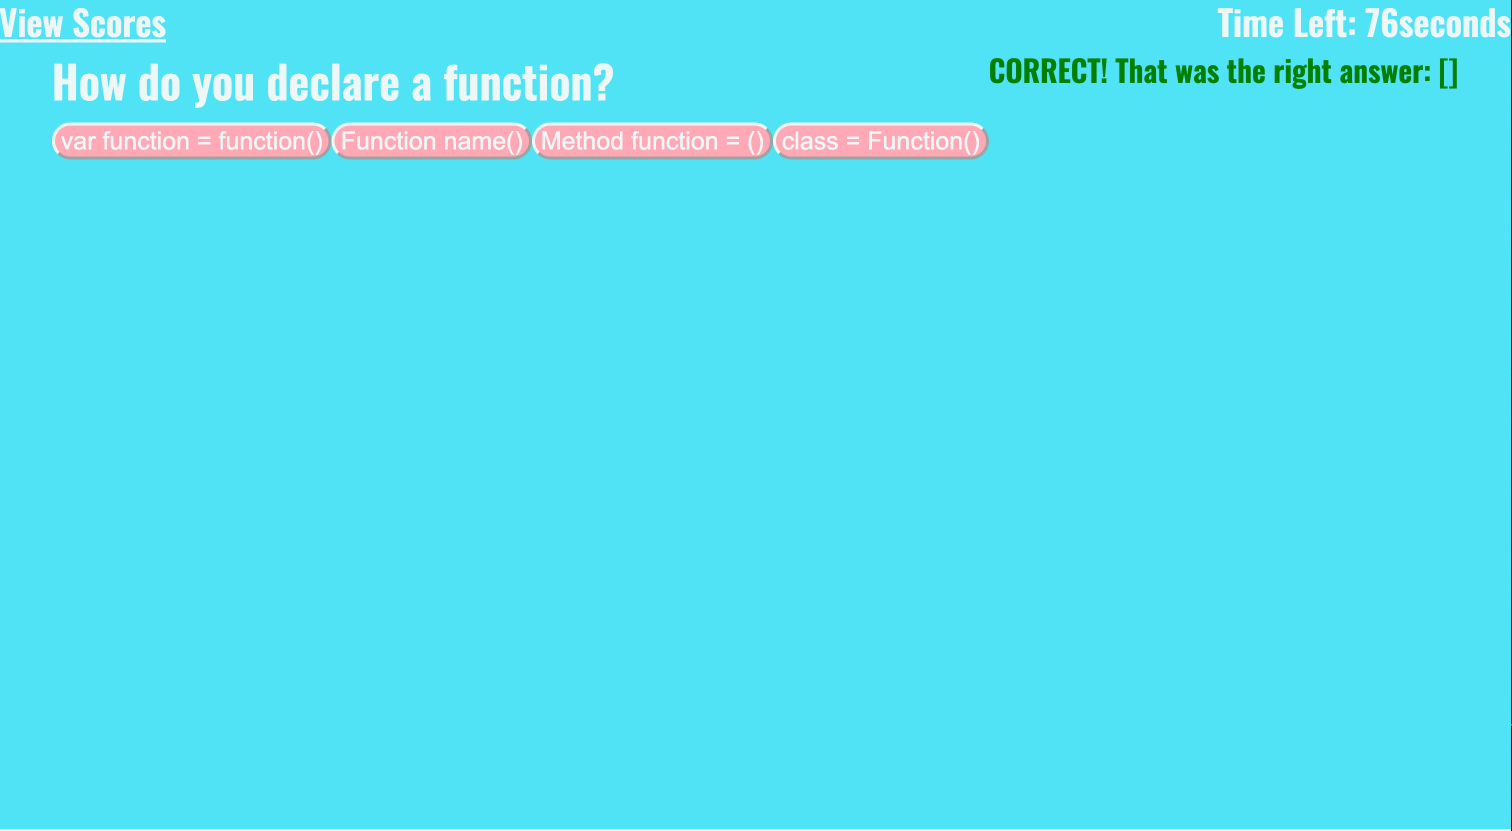 View Scores
Time Left: 76seconds
How do you declare a function?
CORRECT! That was the right answer: []
var function = function() Function name() Method function = () class = Function()